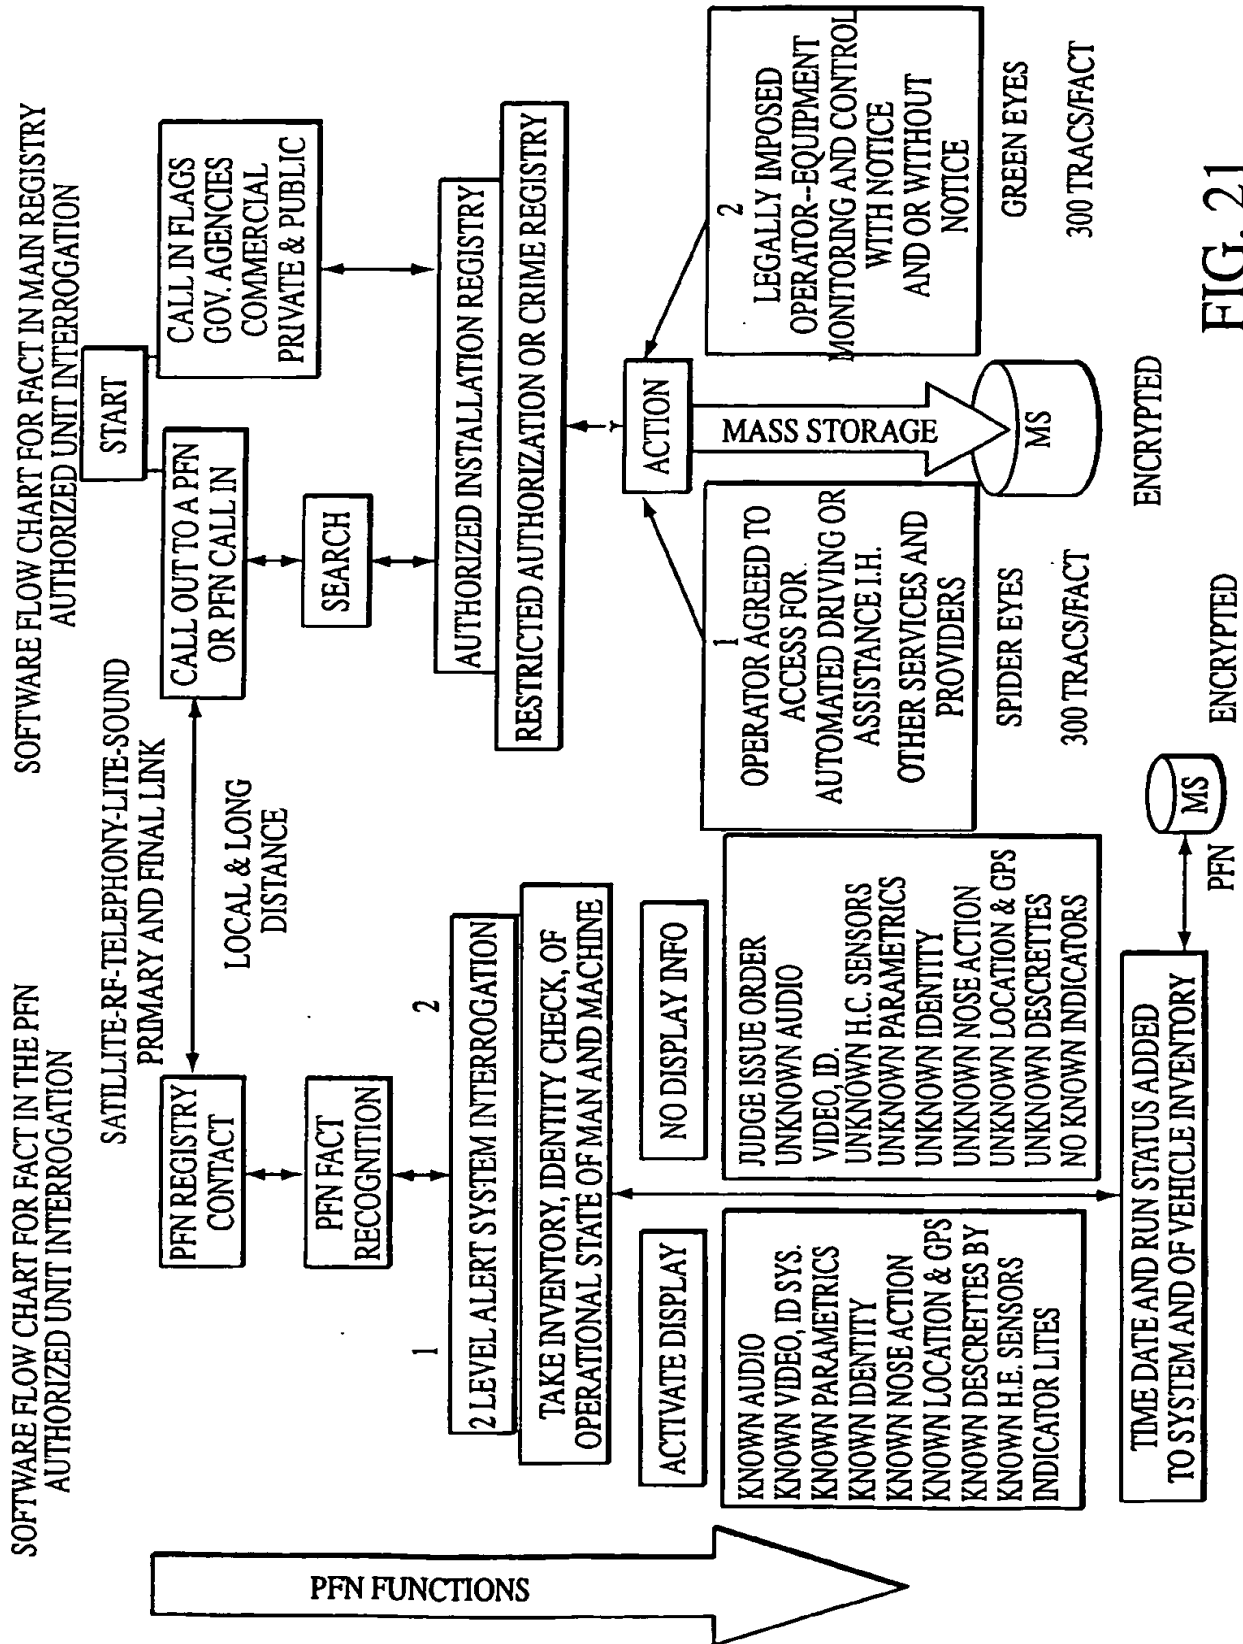 SOFTWARE FLOW CHART FOR FACT IN THE PFN
AUTHORIZED UNIT INTERROGATION
SOFTWARE FLOW CHART FOR FACT IN MAIN REGISTRY
AUTHORIZED UNIT INTERROGATION
SATILLITE-RF-TELEPHONY-LITE-SOUND
PRIMARY AND FINAL LINK
LOCAL & LONG
DISTANCE
START
PFN REGISTRY
CONTACT
CALL OUT TO A PFN
OR PFN CALL IN
CALL IN FLAGS
GOV. AGENCIES
COMMERCIAL
PRIVATE & PUBLIC
PFN FACT
RECOGNITION
SEARCH
1
2
2 LEVEL ALERT SYSTEM INTERROGATION
TAKE INVENTORY, IDENTITY CHECK, OF
OPERATIONAL STATE OF MAN AND MACHINE
AUTHORIZED INSTALLATION REGISTRY
RESTRICTED AUTHORIZATION OR CRIME REGISTRY
PFN FUNCTIONS
ACTIVATE DISPLAY
NO DISPLAY INFO
ACTION
KNOWN AUDIO
KNOWN VIDEO, ID SYS.
KNOWN PARAMETRICS
KNOWN IDENTITY
KNOWN NOSE ACTION
KNOWN LOCATION & GPS
KNOWN DESCRETTES BY
KNOWN H.E. SENSORS
INDICATOR LITES
JUDGE ISSUE ORDER
UNKNOWN AUDIO
VIDEO, ID.
UNKNOWN H.C. SENSORS
UNKNOWN PARAMETRICS
UNKNOWN IDENTITY
UNKNOWN NOSE ACTION
UNKNOWN LOCATION & GPS
UNKNOWN DESCRETTES
NO KNOWN INDICATORS
1
OPERATOR AGREED TO
ACCESS FOR
AUTOMATED DRIVING OR
ASSISTANCE I.H.
OTHER SERVICES AND
PROVIDERS
SPIDER EYES
300 TRACS/FACT
MASS STORAGE
MS
ENCRYPTED
2
LEGALLY IMPOSED
OPERATOR-EQUIPMENT
MONITORING AND CONTROL
WITH NOTICE
AND OR WITHOUT
NOTICE
GREEN EYES
300 TRACS/FACT
TIME DATE AND RUN STATUS ADDED
TO SYSTEM AND OF VEHICLE INVENTORY
MS
PFN
ENCRYPTED
FIG. 21